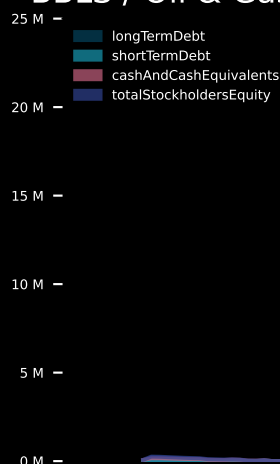 25 M
longTermDebt
shortTermDebt
cashAndCashEquivalents
totalStockholdersEquity
20 M
15 M
10 M
5 M
0 M